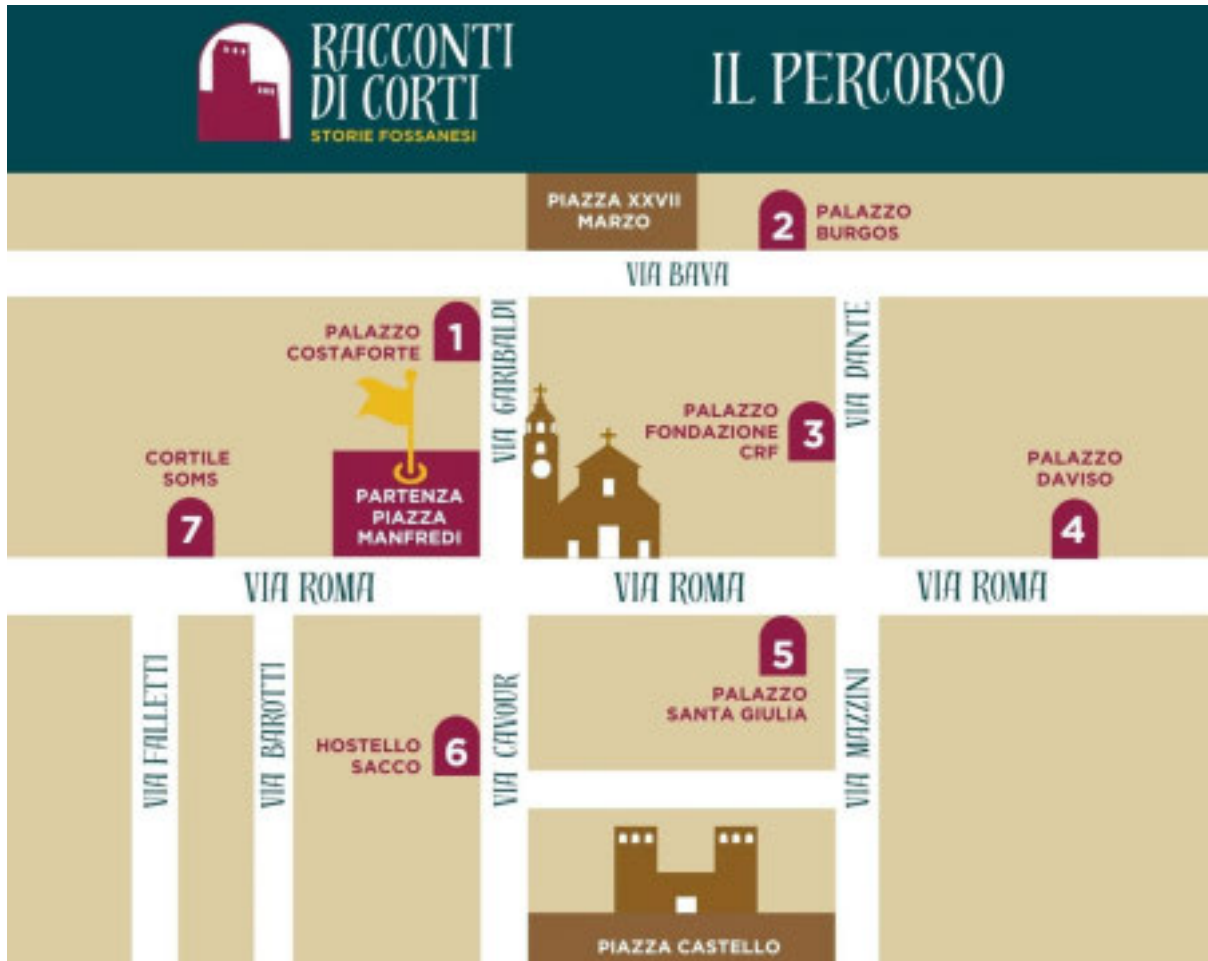 RACCONTI
DI CORTI
STORIE FOSSANESI
IL PERCORSO
PIAZZA XXVII
MARZO
2
PALAZZO
BURGOS
VIA BAVA
PALAZZO
COSTAFORTE
1
VIA GARIBALDI
VIA DANTE
PALAZZO
FONDAZIONE
CRF
3
CORTILE
SOMS
7
PARTENZA
PIAZZA
MANFREDI
PALAZZO
DAVISO
4
VIA ROMA
VIA ROMA
VIA ROMA
5
PALAZZO
SANTA GIULIA
VIA FALLETTI
VIA BAROTTI
HOSTELLO
SACCO
6
VIA CAVOUR
VIA MAZZINI
PIAZZA CASTELLO